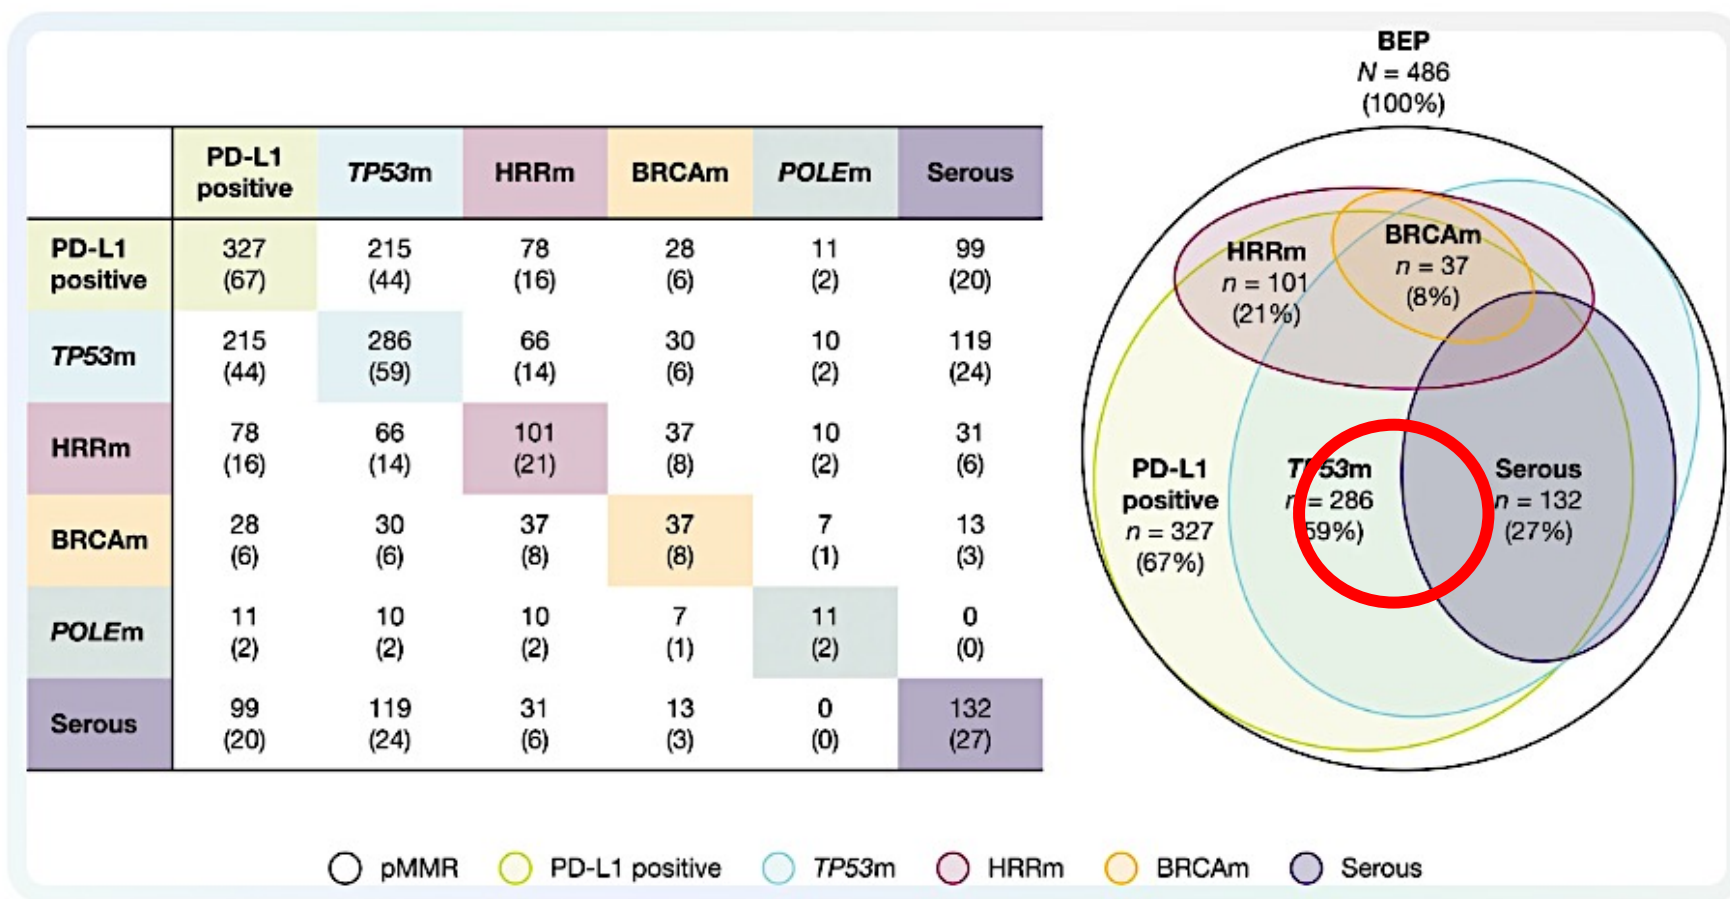 PD-L1 positive TP53m HRRm BRCAm POLEm Serous
PD-L1 positive 327 (67) 215 (44) 78 (16) 28 (6) 11 (2) 99 (20)
TP53m 215 (44) 286 (59) 66 (14) 30 (6) 10 (2) 119 (24)
HRRm 78 (16) 66 (14) 101 (21) 37 (8) 10 (2) 31 (6)
BRCAm 28 (6) 30 (6) 37 (8) 37 (8) 7 (1) 13 (3)
POLEm 11 (2) 10 (2) 10 (2) 7 (1) 11 (2) 0 (0)
Serous 99 (20) 119 (24) 31 (6) 13 (3) 0 (0) 132 (27)
BEP
N = 486
(100%)
HRRm
n = 101
(21%)
BRCAm
n = 37
(8%)
PD-L1
positive
n = 327
(67%)
TP53m
n = 286
(59%)
Serous
n = 132
(27%)
pMMR PD-L1 positive TP53m HRRm BRCAm Serous